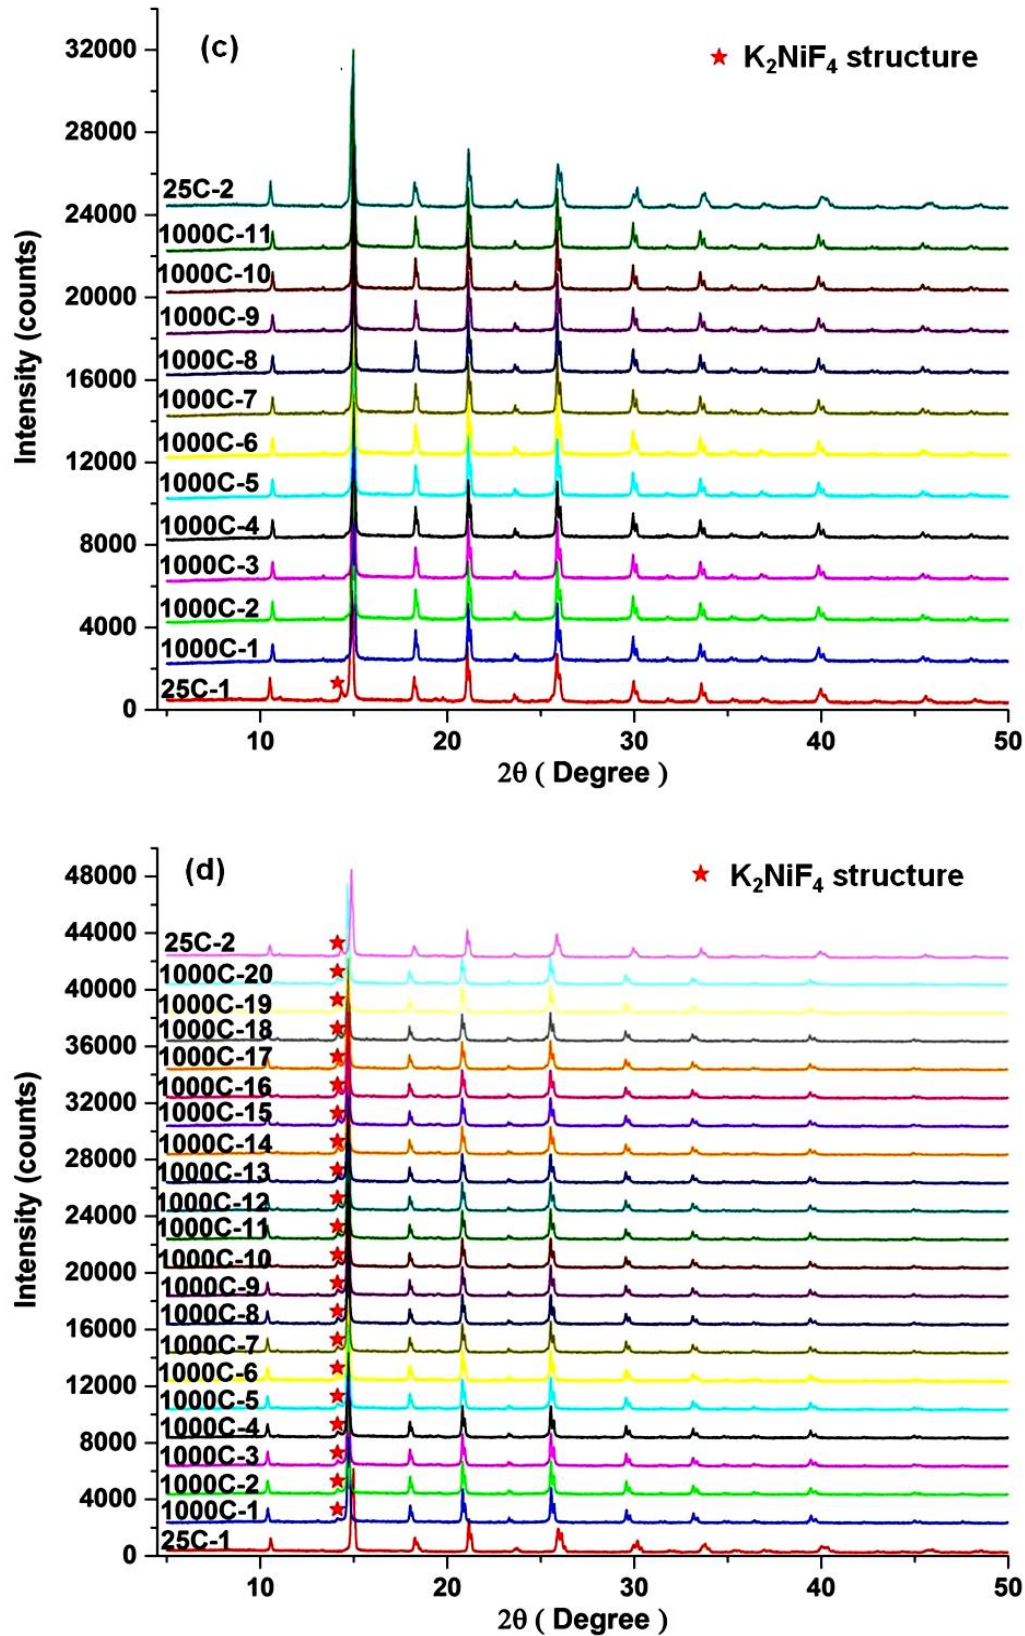 (c)
★ K₂NiF₄ structure
Intensity (counts)
32000
28000
24000
20000
16000
12000
8000
4000
0
25C-2
1000C-11
1000C-10
1000C-9
1000C-8
1000C-7
1000C-6
1000C-5
1000C-4
1000C-3
1000C-2
1000C-1
25C-1
10 20 30 40 50
2θ ( Degree )
(d)
★ K₂NiF₄ structure
Intensity (counts)
48000
44000
40000
36000
32000
28000
24000
20000
16000
12000
8000
4000
0
25C-2
1000C-20
1000C-19
1000C-18
1000C-17
1000C-16
1000C-15
1000C-14
1000C-13
1000C-12
1000C-11
1000C-10
1000C-9
1000C-8
1000C-7
1000C-6
1000C-5
1000C-4
1000C-3
1000C-2
1000C-1
25C-1
10 20 30 40 50
2θ ( Degree )